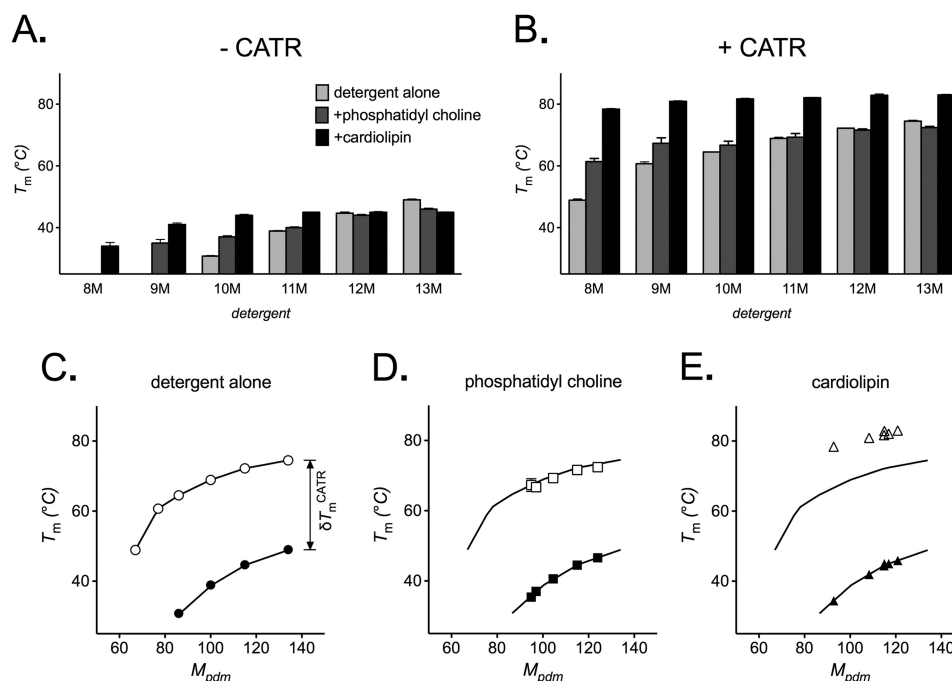 A.
- CATR
detergent alone
+phosphatidyl choline
+cardiolipin
Tm (°C)
80
60
40
8M 9M 10M 11M 12M 13M
detergent
B.
+ CATR
Tm (°C)
80
60
40
8M 9M 10M 11M 12M 13M
detergent
C.
detergent alone
Tm (°C)
80
60
40
δTmCATR
60 80 100 120 140
Mpdm
D.
phosphatidyl choline
Tm (°C)
80
60
40
60 80 100 120 140
Mpdm
E.
cardiolipin
Tm (°C)
80
60
40
60 80 100 120 140
Mpdm